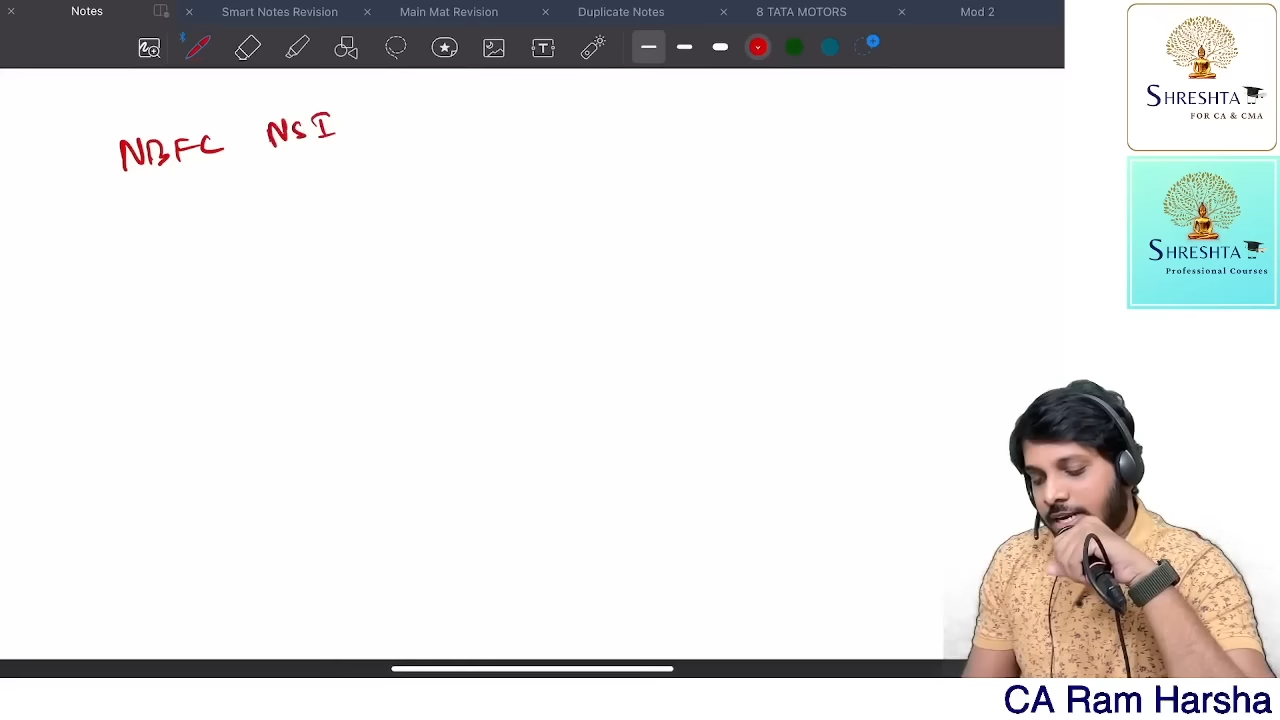 Notes
Smart Notes Revision
Main Mat Revision
Duplicate Notes
8 TATA MOTORS
Mod 2
NBFC NSI
SHRESHTA
FOR CA & CMA
SHRESHTA
Professional Courses
CA Ram Harsha